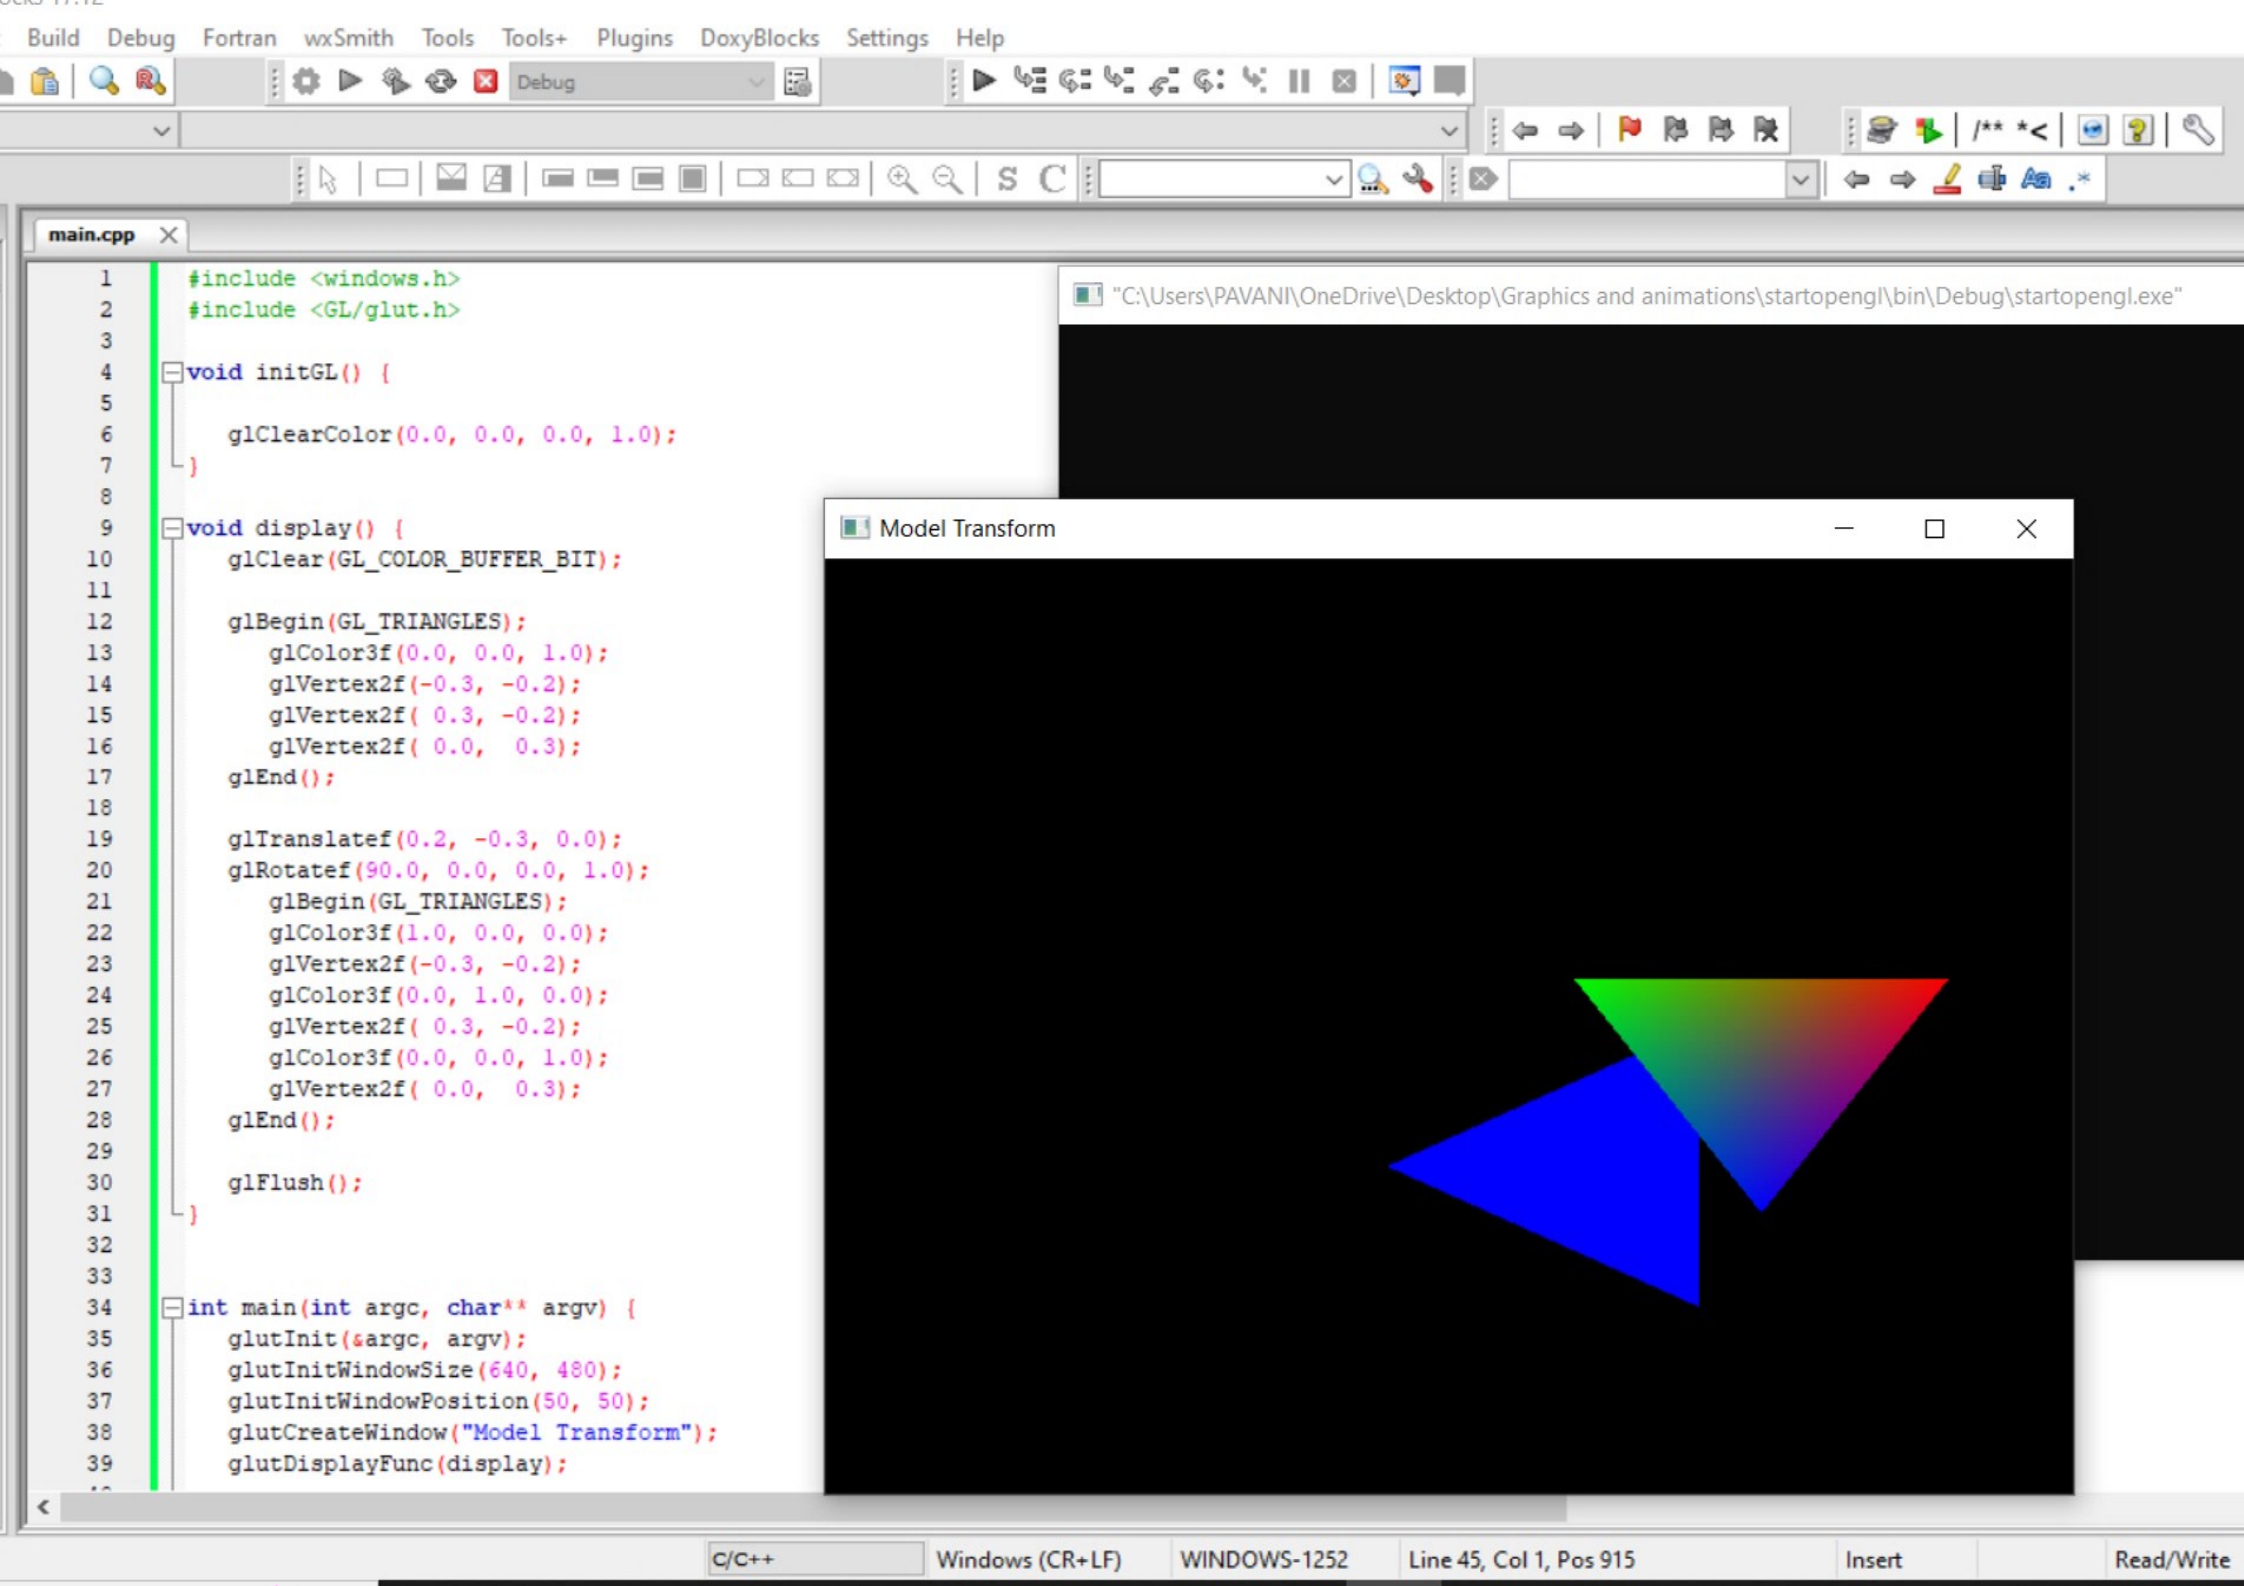 Build Debug Fortran wxSmith Tools Tools+ Plugins DoxyBlocks Settings Help
Debug
/** *<
S C
main.cpp
1 #include <windows.h>
2 #include <GL/glut.h>
3
4 void initGL() {
5
6 glClearColor(0.0, 0.0, 0.0, 1.0);
7 }
8
9 void display() {
10 glClear(GL_COLOR_BUFFER_BIT);
11
12 glBegin(GL_TRIANGLES);
13 glColor3f(0.0, 0.0, 1.0);
14 glVertex2f(-0.3, -0.2);
15 glVertex2f( 0.3, -0.2);
16 glVertex2f( 0.0,  0.3);
17 glEnd();
18
19 glTranslatef(0.2, -0.3, 0.0);
20 glRotatef(90.0, 0.0, 0.0, 1.0);
21 glBegin(GL_TRIANGLES);
22 glColor3f(1.0, 0.0, 0.0);
23 glVertex2f(-0.3, -0.2);
24 glColor3f(0.0, 1.0, 0.0);
25 glVertex2f( 0.3, -0.2);
26 glColor3f(0.0, 0.0, 1.0);
27 glVertex2f( 0.0,  0.3);
28 glEnd();
29
30 glFlush();
31 }
32
33
34 int main(int argc, char** argv) {
35 glutInit(&argc, argv);
36 glutInitWindowSize(640, 480);
37 glutInitWindowPosition(50, 50);
38 glutCreateWindow("Model Transform");
39 glutDisplayFunc(display);
"C:\Users\PAVANI\OneDrive\Desktop\Graphics and animations\startopengl\bin\Debug\startopengl.exe"
Model Transform
C/C++ Windows (CR+LF) WINDOWS-1252 Line 45, Col 1, Pos 915 Insert Read/Write